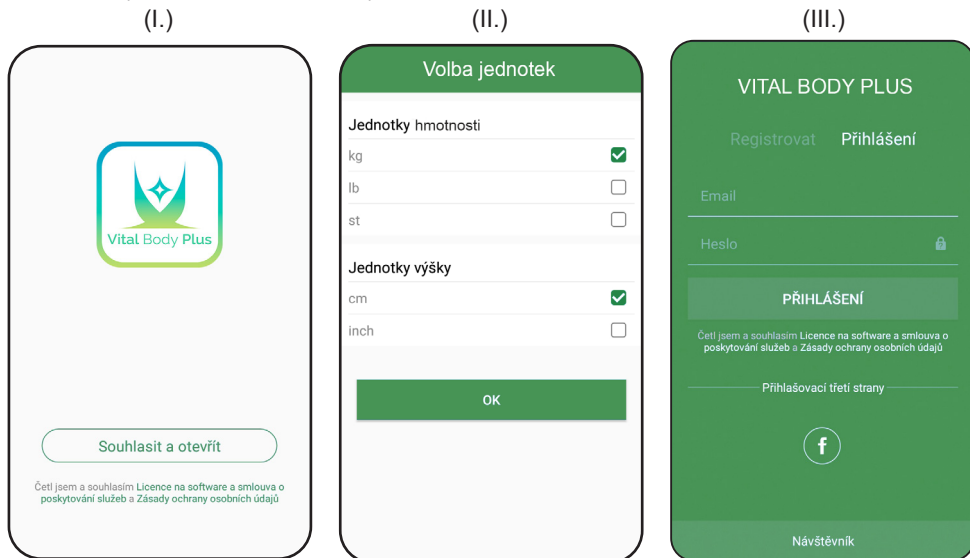 (I.)
Vital Body Plus
Souhlasit a otevřít
Četl jsem a souhlasím Licence na software a smlouva o
poskytování služeb a Zásady ochrany osobních údajů
(II.)
Volba jednotek
Jednotky hmotnosti
kg
lb
st
Jednotky výšky
cm
inch
OK
(III.)
VITAL BODY PLUS
Registrovat Přihlášení
Email
Heslo
PŘIHLÁŠENÍ
Četl jsem a souhlasím Licence na software a smlouva o
poskytování služeb a Zásady ochrany osobních údajů
Přihlašovací třetí strany
f
Návštěvník